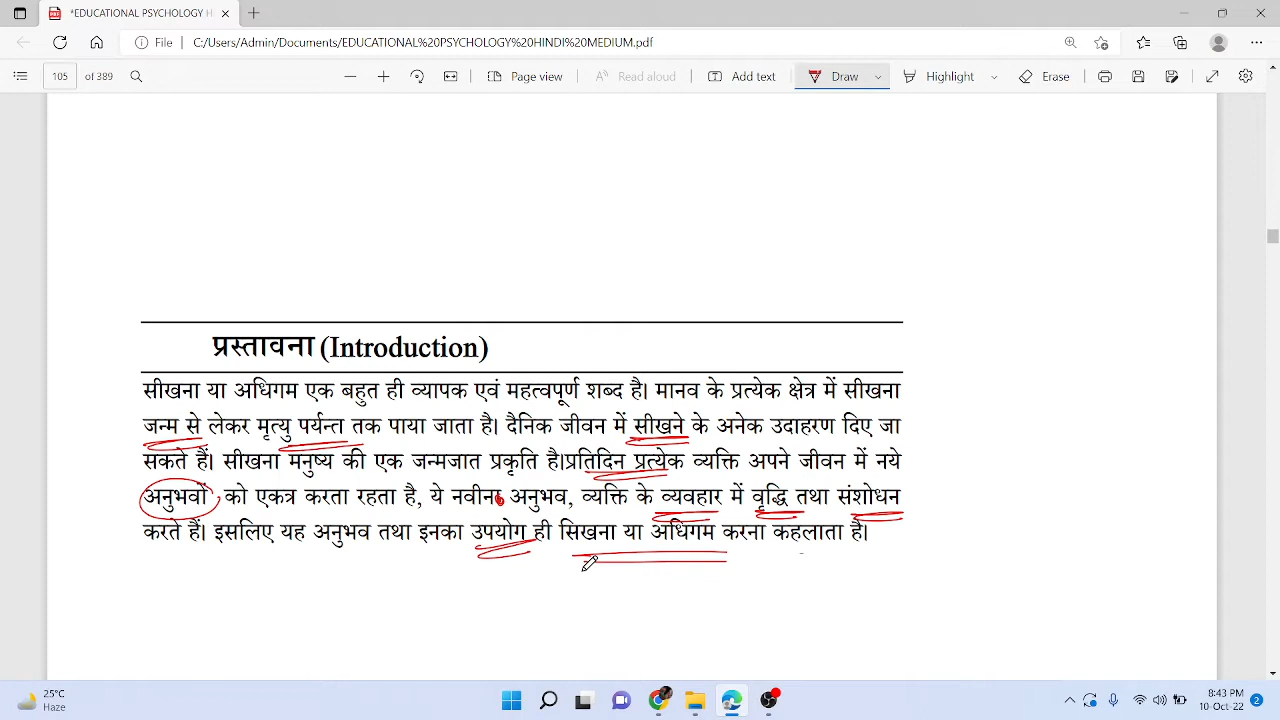 *EDUCATIONAL PSYCHOLOGY H
File C:/Users/Admin/Documents/EDUCATIONAL%20PSYCHOLOGY%20HINDI%20MEDIUM.pdf
105 of 389 Page view Read aloud Add text Draw Highlight Erase
प्रस्तावना (Introduction)
सीखना या अधिगम एक बहुत ही व्यापक एवं महत्वपूर्ण शब्द है। मानव के प्रत्येक क्षेत्र में सीखना
जन्म से लेकर मृत्यु पर्यन्त तक पाया जाता है। दैनिक जीवन में सीखने के अनेक उदाहरण दिए जा
सकते हैं। सीखना मनुष्य की एक जन्मजात प्रकृति है।प्रतिदिन प्रत्येक व्यक्ति अपने जीवन में नये
अनुभवों को एकत्र करता रहता है, ये नवीन अनुभव, व्यक्ति के व्यवहार में वृद्धि तथा संशोधन
करते हैं। इसलिए यह अनुभव तथा इनका उपयोग ही सिखना या अधिगम करना कहलाता है।
25°C
Haze
8:43 PM
10-Oct-22
2